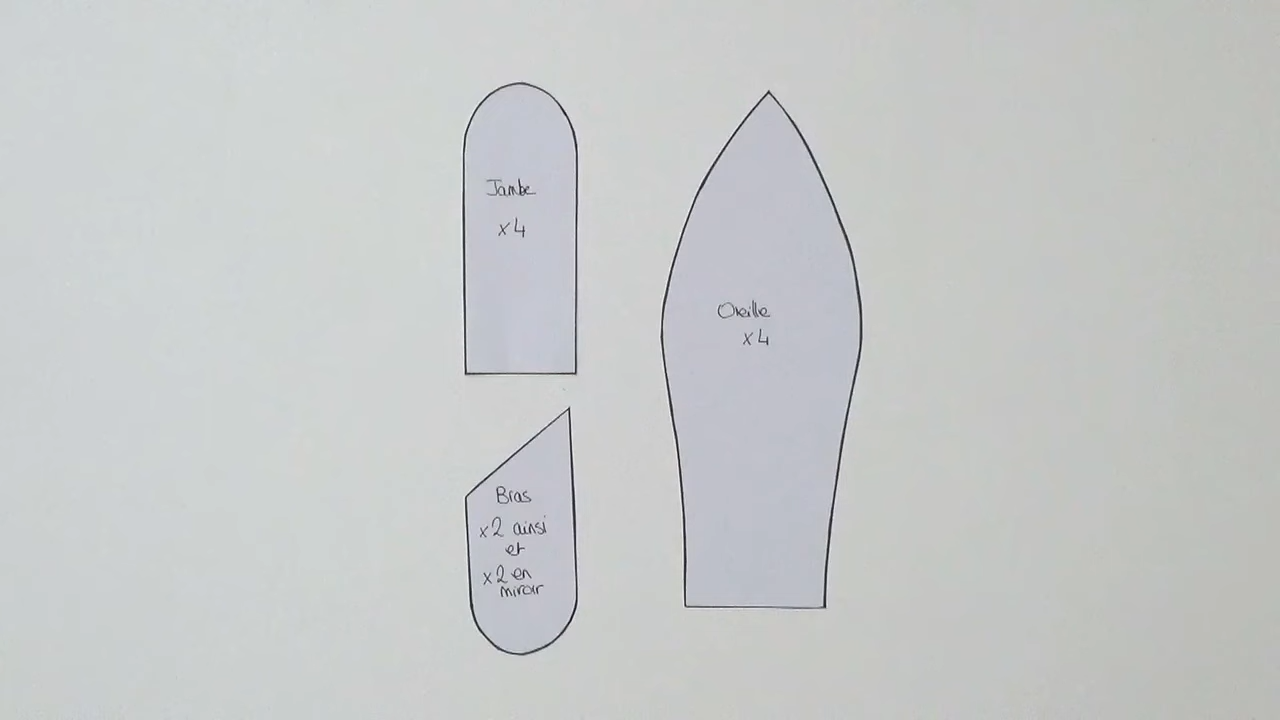 Jambe
x4
Oreille
x4
Bras
x2 ainsi
et
x2 en
miroir